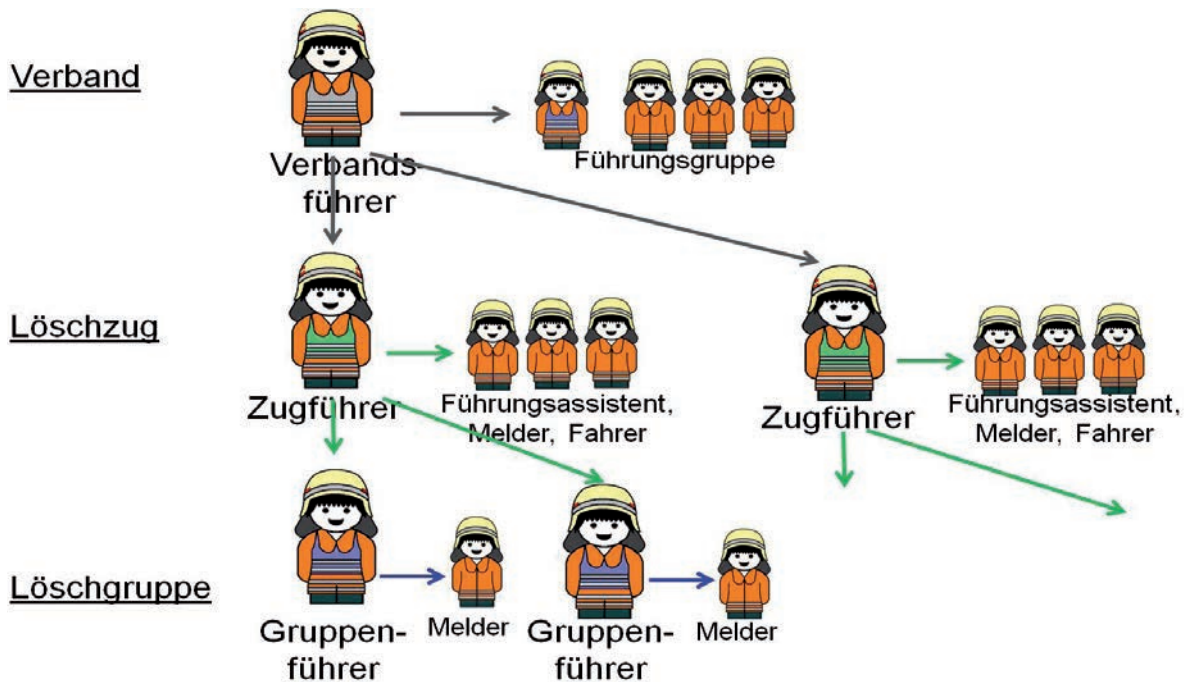 Verband
Führungsgruppe
Verbands-
führer
Löschzug
Zugführer
Führungsassistent,
Melder, Fahrer
Zugführer
Führungsassistent,
Melder, Fahrer
Löschgruppe
Gruppen-
führer
Melder
Gruppen-
führer
Melder